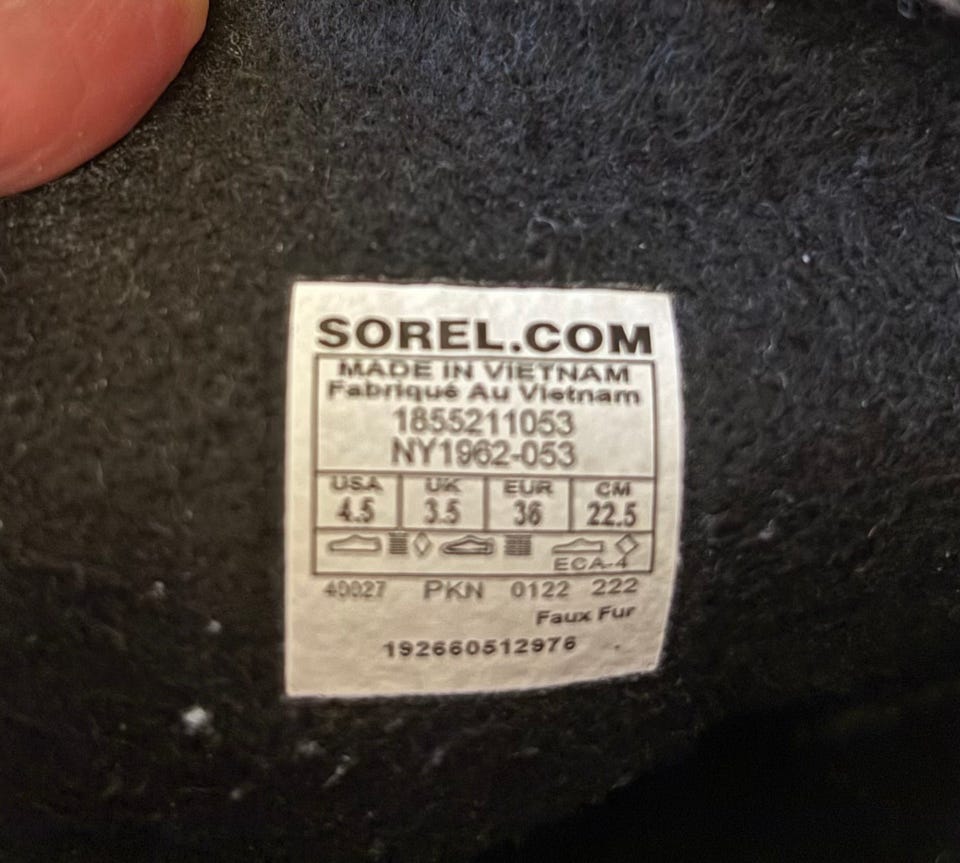 SOREL.COM
MADE IN VIETNAM
Fabriqué Au Vietnam
1855211053
NY1962-053
USA UK EUR CM
4.5 3.5 36 22.5
ECA-4
40027 PKN 0122 222
Faux Fur
192660512976